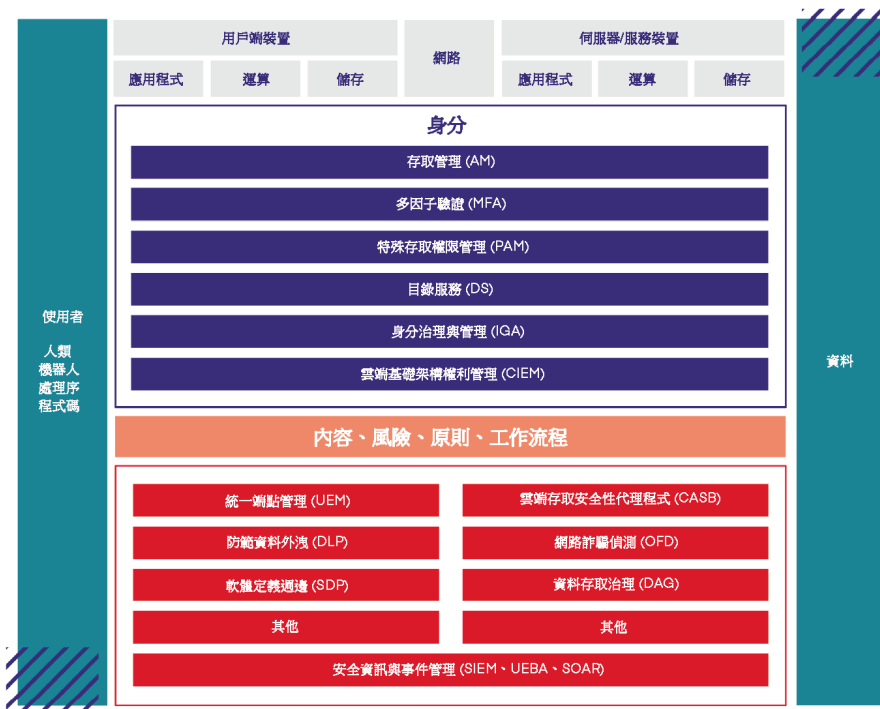 用戶端裝置
網路
伺服器/服務裝置
應用程式
運算
儲存
應用程式
運算
儲存
身分
存取管理 (AM)
多因子驗證 (MFA)
特殊存取權限管理 (PAM)
目錄服務 (DS)
身分治理與管理 (IGA)
雲端基礎架構權利管理 (CIEM)
使用者
人類
機器人
處理序
程式碼
資料
內容、風險、原則、工作流程
統一端點管理 (UEM)
雲端存取安全性代理程式 (CASB)
防範資料外洩 (DLP)
網路詐騙偵測 (OFD)
軟體定義週邊 (SDP)
資料存取治理 (DAG)
其他
其他
安全資訊與事件管理 (SIEM、UEBA、SOAR)